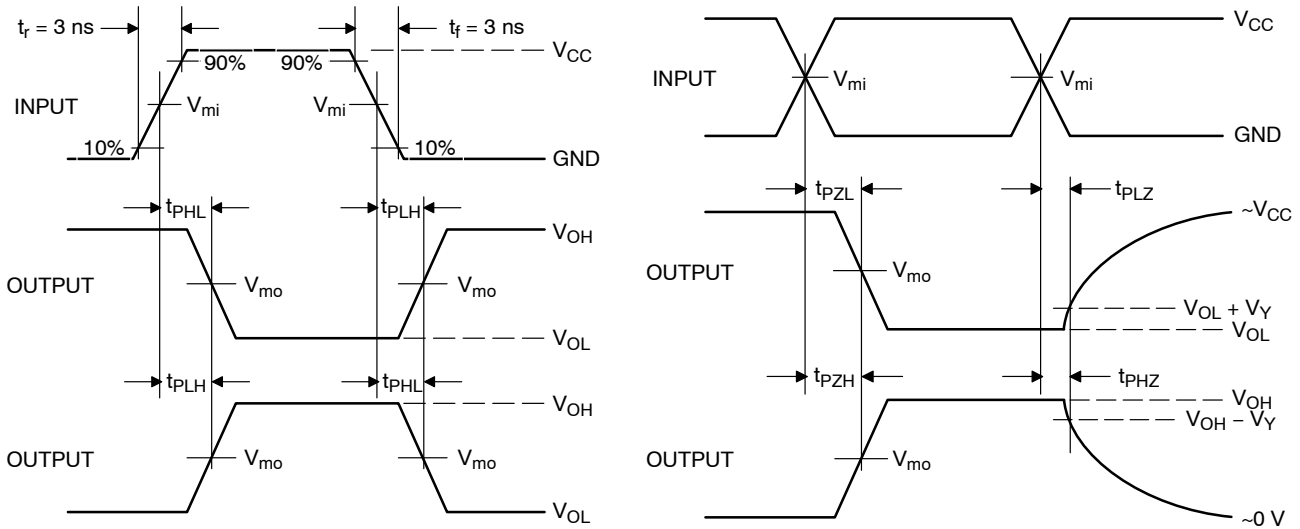 t_r = 3 ns
t_f = 3 ns
V_CC
90%
90%
INPUT
V_mi
V_mi
10%
10%
GND
t_PHL
t_PLH
V_OH
OUTPUT
V_mo
V_mo
V_OL
t_PLH
t_PHL
V_OH
OUTPUT
V_mo
V_mo
V_OL
V_CC
INPUT
V_mi
V_mi
GND
t_PZL
t_PLZ
~V_CC
OUTPUT
V_mo
V_OL + V_Y
V_OL
t_PZH
t_PHZ
V_OH
V_OH − V_Y
OUTPUT
V_mo
~0 V